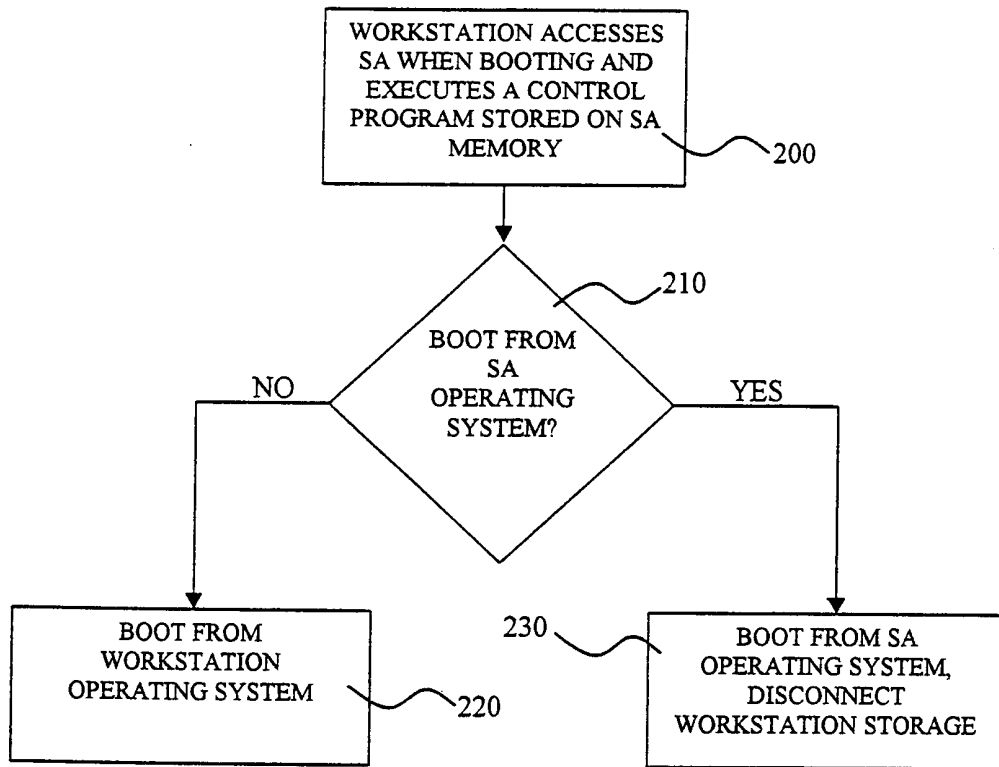 WORKSTATION ACCESSES
SA WHEN BOOTING AND
EXECUTES A CONTROL
PROGRAM STORED ON SA
MEMORY
200
210
BOOT FROM
SA
OPERATING
SYSTEM?
NO
YES
BOOT FROM
WORKSTATION
OPERATING SYSTEM
220
230
BOOT FROM SA
OPERATING SYSTEM,
DISCONNECT
WORKSTATION STORAGE